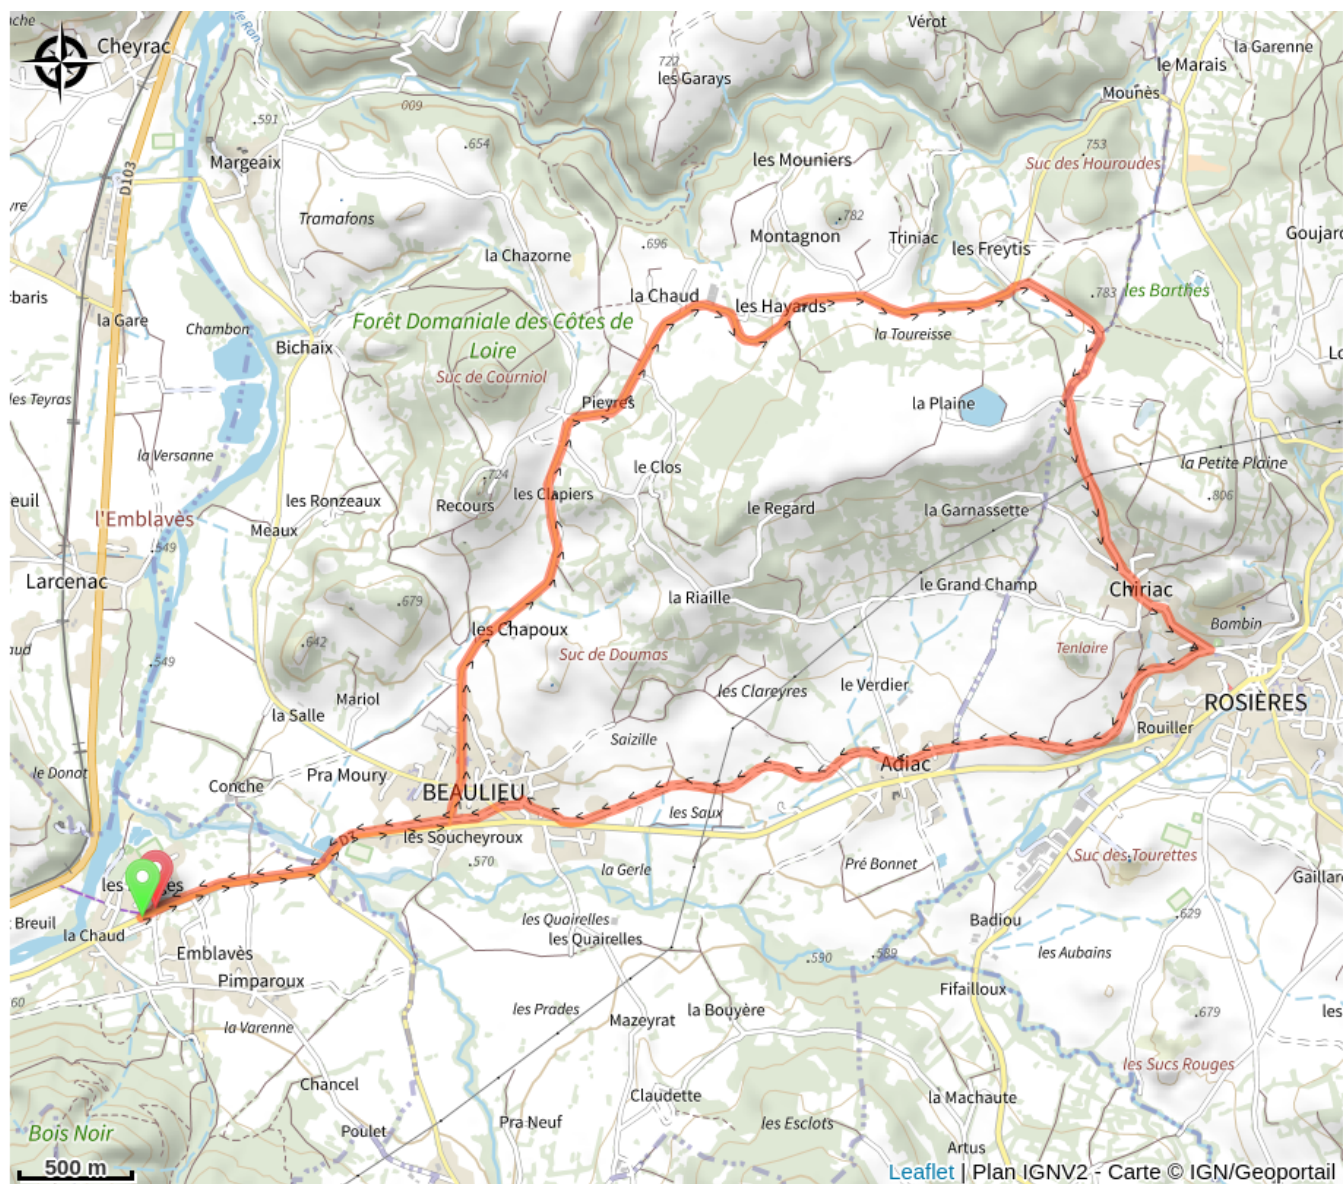 Vérot
Cheyrac
le Ran
la Garenne
le Marais
722
les Garays
Mounès
D103
600
.591
.654
753
Margeaix
les Mouniers
Suc des Houroudes
Tramafons
.782
Montagnon
Triniac
les Freytis
Goujard
.696
la Chazorne
la Chaud
les Hayards
.783
les Barthes
la Gare
Chambon
Forêt Domaniale des Côtes de
Loire
la Toureisse
Bichaix
Suc de Courniol
Pieyres
la Plaine
les Teyras
la Versanne
le Clos
la Petite Plaine
.724
les Clapiers
.806
les Ronzeaux
Recours
le Regard
la Garnassette
l'Emblavès
Meaux
.549
Larcenac
le Grand Champ
Chiriac
.679
la Riaille
les Chapoux
Bambin
.642
Suc de Doumas
Tenlaire
.549
les Clareyres
le Verdier
Mariol
ROSIÈRES
la Salle
Rouiller
Saizille
le Donat
Pra Moury
Adiac
Conche
BEAULIEU
les Saux
D7
les Soucheyroux
.570
la Gerle
Pré Bonnet
Suc des Tourettes
Gaillard
Breuil
la Chaud
les Quairelles
les Quairelles
Badiou
.629
Emblavès
.590
.589
les Aubains
Pimparoux
Fifailloux
la Varenne
les Prades
Mazeyrat
la Bouyère
.679
les Sucs Rouges
Chancel
Claudette
la Machaute
Pra Neuf
les Esclots
Bois Noir
Poulet
Artus
500 m
Leaflet | Plan IGNV2 - Carte © IGN/Geoportail